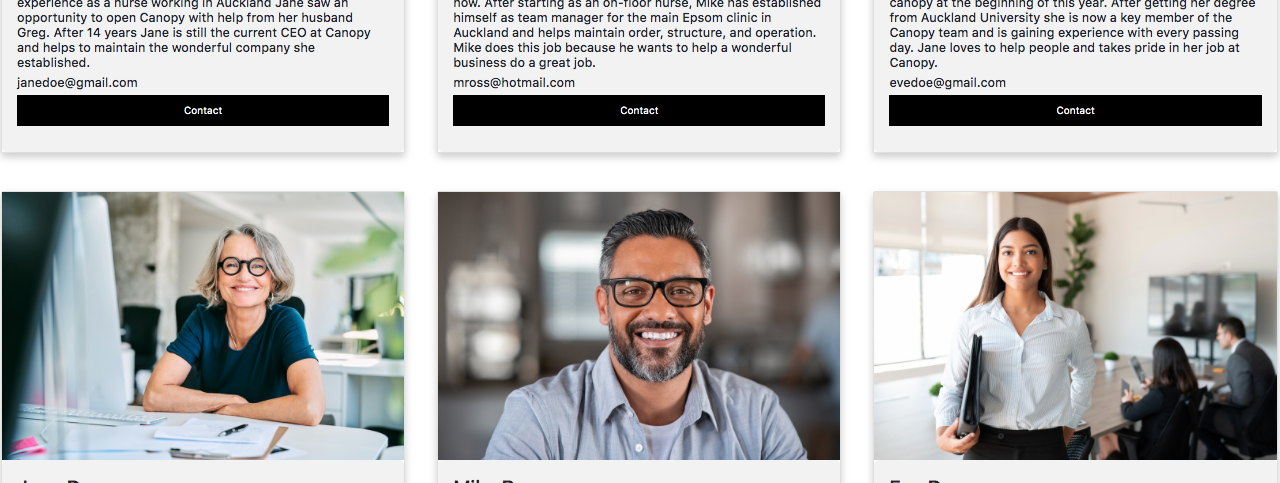 experience as a nurse working in Auckland Jane saw an
opportunity to open Canopy with help from her husband
Greg. After 14 years Jane is still the current CEO at Canopy
and helps to maintain the wonderful company she
established.
janedoe@gmail.com
Contact
now. After starting as an on-floor nurse, Mike has established
himself as team manager for the main Epsom clinic in
Auckland and helps maintain order, structure, and operation.
Mike does this job because he wants to help a wonderful
business do a great job.
mross@hotmail.com
Contact
canopy at the beginning of this year. After getting her degree
from Auckland University she is now a key member of the
Canopy team and is gaining experience with every passing
day. Jane loves to help people and takes pride in her job at
Canopy.
evedoe@gmail.com
Contact